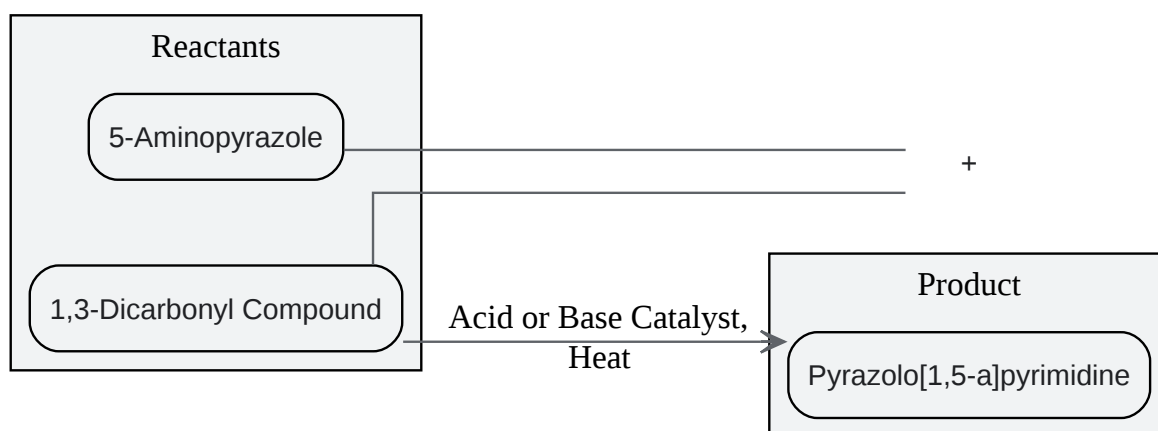 Reactants
5-Aminopyrazole
+
1,3-Dicarbonyl Compound
Acid or Base Catalyst,
Heat
Product
Pyrazolo[1,5-a]pyrimidine